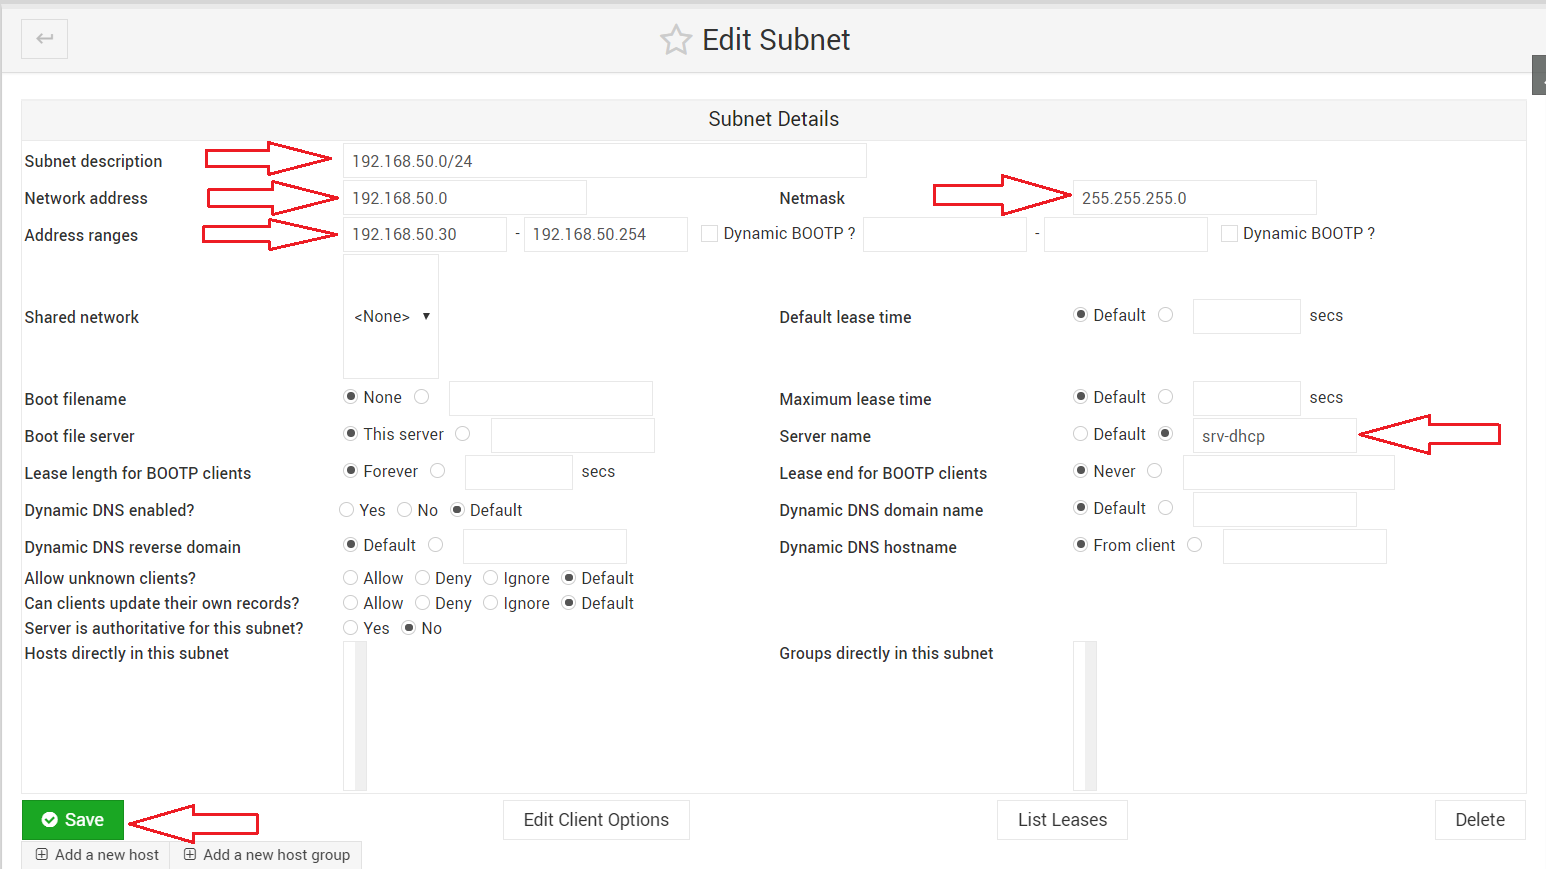 Edit Subnet
Subnet Details
Subnet description 192.168.50.0/24
Network address 192.168.50.0 Netmask 255.255.255.0
Address ranges 192.168.50.30 - 192.168.50.254 Dynamic BOOTP ? - Dynamic BOOTP ?
Shared network <None> Default lease time Default secs
Boot filename None Maximum lease time Default secs
Boot file server This server Server name Default srv-dhcp
Lease length for BOOTP clients Forever secs Lease end for BOOTP clients Never
Dynamic DNS enabled? Yes No Default Dynamic DNS domain name Default
Dynamic DNS reverse domain Default Dynamic DNS hostname From client
Allow unknown clients? Allow Deny Ignore Default
Can clients update their own records? Allow Deny Ignore Default
Server is authoritative for this subnet? Yes No
Hosts directly in this subnet Groups directly in this subnet
Save Edit Client Options List Leases Delete
Add a new host Add a new host group